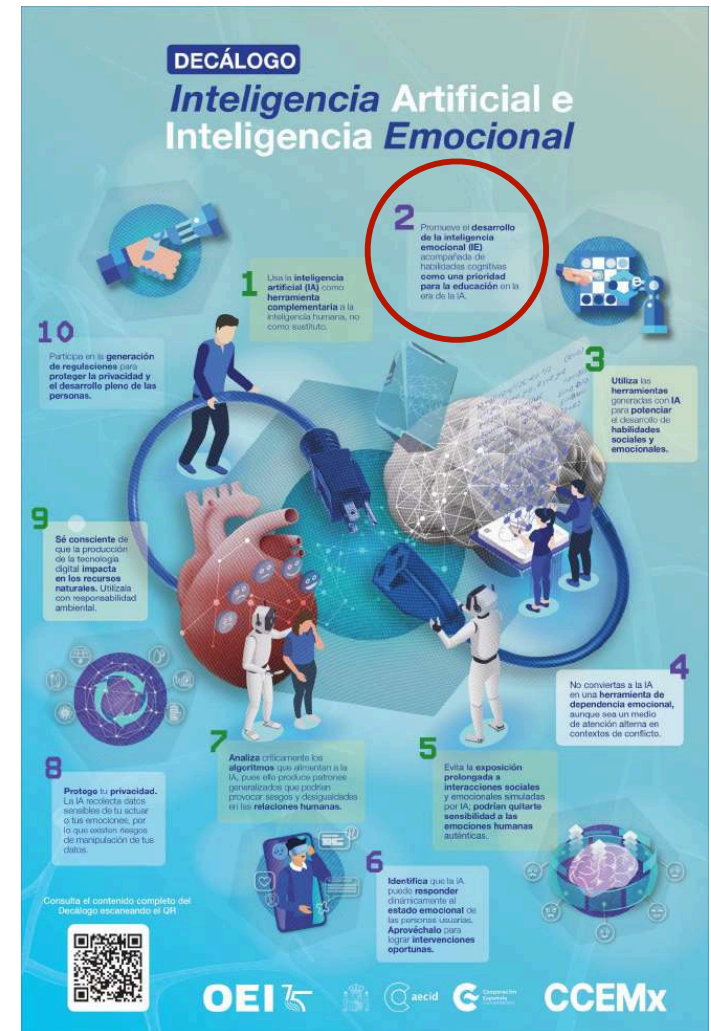 DECÁLOGO
Inteligencia Artificial e
Inteligencia Emocional
1
Usa la inteligencia
artificial (IA) como
herramienta
complementaria a la
inteligencia humana, no
como sustituto.
2
Promueve el desarrollo
de la inteligencia
emocional (IE)
acompañada de
habilidades cognitivas
como una prioridad
para la educación en la
era de la IA.
3
Utiliza las
herramientas
generadas con IA
para potenciar
el desarrollo de
habilidades
sociales y
emocionales.
4
No conviertas a la IA
en una herramienta de
dependencia emocional,
aunque sea un medio
de atención alterna en
contextos de conflicto.
5
Evita la exposición
prolongada a
interacciones sociales
y emocionales simuladas
por IA; podrían quitarte
sensibilidad a las
emociones humanas
auténticas.
6
Identifica que la IA
puede responder
dinámicamente al
estado emocional de
las personas usuarias.
Aprovéchalo para
lograr intervenciones
oportunas.
7
Analiza críticamente los
algoritmos que alimentan a la
IA, pues ella produce patrones
generalizados que podrían
provocar sesgos y desigualdades
en las relaciones humanas.
8
Protege tu privacidad.
La IA recolecta datos
sensibles de tu actuar
o tus emociones, por
lo que existen riesgos
de manipulación de tus
datos.
9
Sé consciente de
que la producción
de la tecnología
digital impacta
en los recursos
naturales. Utilízala
con responsabilidad
ambiental.
10
Participa en la generación
de regulaciones para
proteger la privacidad y
el desarrollo pleno de las
personas.
Consulta el contenido completo del
Decálogo escaneando el QR
OEI 75
aecid
Cooperación
Española
CCEMx